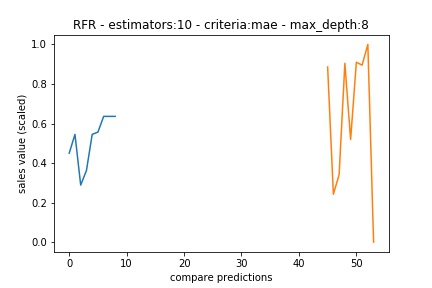 RFR - estimators:10 - criteria:mae - max_depth:8
1.0
0.8
0.6
0.4
0.2
0.0
sales value (scaled)
0 10 20 30 40 50
compare predictions